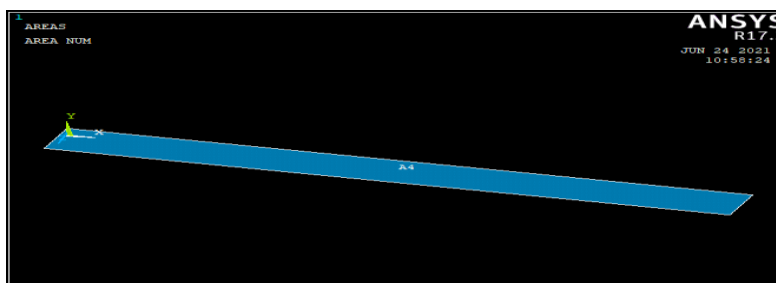 1
AREAS
AREA NUM
ANSYS
R17.
JUN 24 2021
10:58:24
Y
X
A4